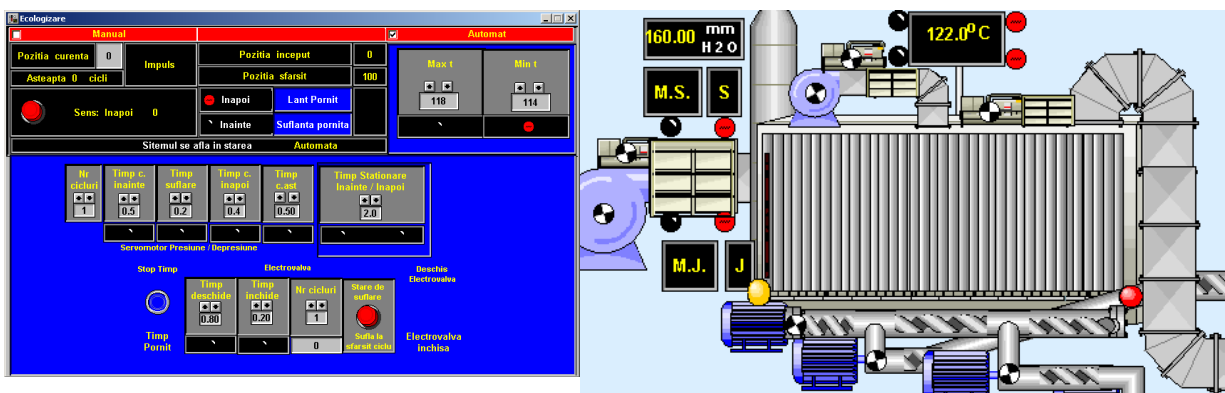 Ecologizare
Manual
Automat
Pozitia curenta 0
Impuls
Asteapta 0 cicli
Pozitia inceput 0
Pozitia sfarsit 100
Max t
118
Min t
114
Sens: Inapoi 0
Inapoi
Lant Pornit
Inainte
Suflanta pornita
Sitemul se afla in starea Automata
Nr
cicluri
1
Timp c.
inainte
0.5
Timp
suflare
0.2
Timp c.
inapoi
0.4
Timp
c.ast
0.50
Timp Stationare
Inainte / Inapoi
2.0
Servomotor Presiune / Depresiune
Stop Timp
Electrovalva
Deschis
Electrovalva
Timp
deschide
0.80
Timp
inchide
0.20
Nr cicluri
1
0
Stare de
suflare
Sufla la
sfarsit ciclu
Timp
Pornit
Electrovalva
inchisa
160.00 mm
H2O
122.0⁰C
M.S.
S
M.J.
J